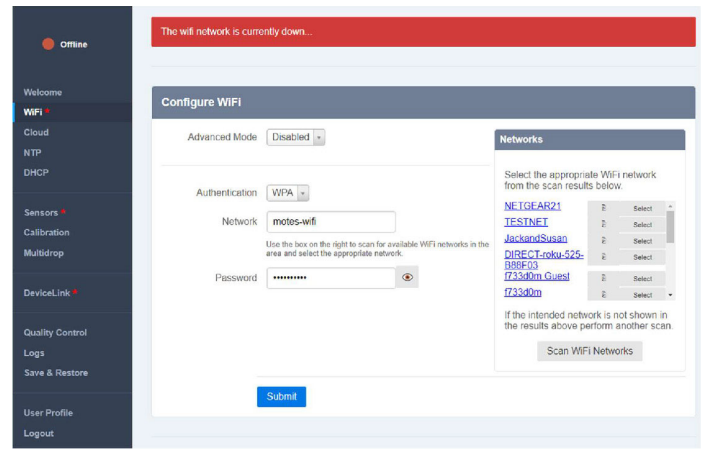 Offline
Welcome
WiFi *
Cloud
NTP
DHCP
Sensors *
Calibration
Multidrop
DeviceLink *
Quality Control
Logs
Save & Restore
User Profile
Logout
The wifi network is currently down...
Configure WiFi
Advanced Mode Disabled
Authentication WPA
Network motes-wifi
Use the box on the right to scan for available WiFi networks in the
area and select the appropriate network.
Password ••••••••••
Submit
Networks
Select the appropriate WiFi network
from the scan results below.
NETGEAR21 Select
TESTNET Select
JackandSusan Select
DIRECT-roku-525-
B88F03 Select
f733d0m Guest Select
f733d0m Select
If the intended network is not shown in
the results above perform another scan.
Scan WiFi Networks